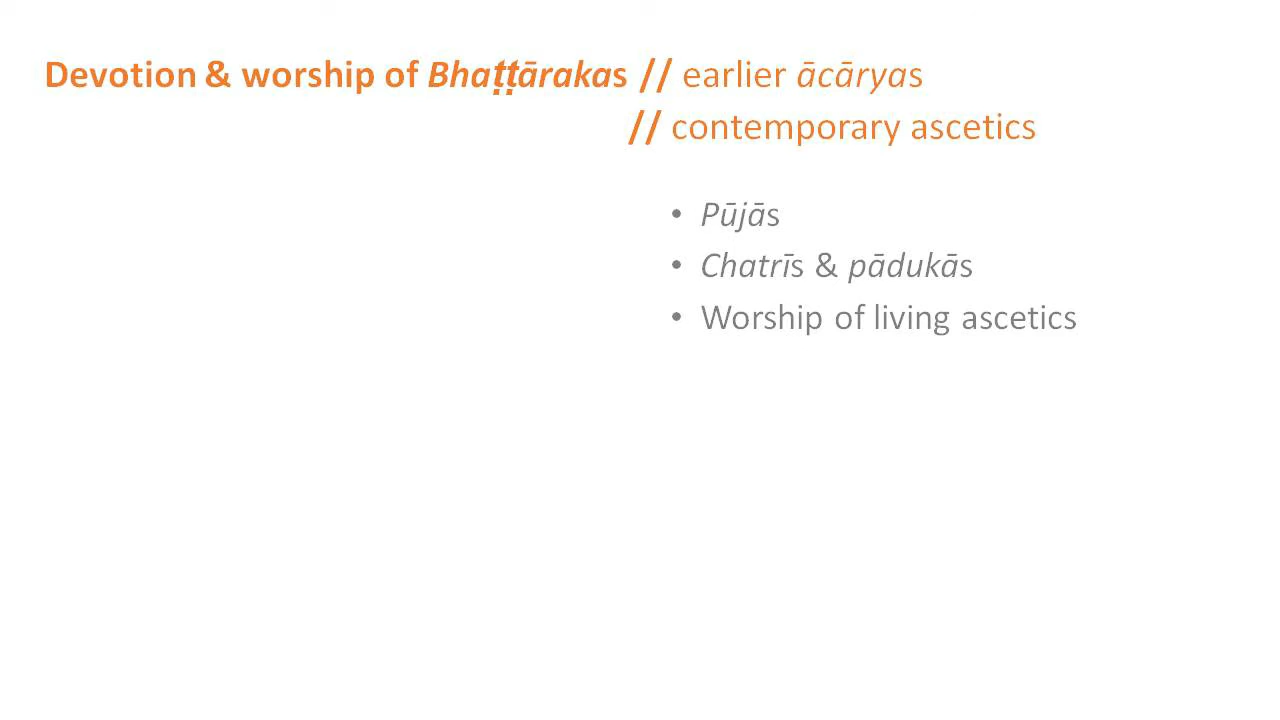 Devotion & worship of Bhaṭṭārakas // earlier ācāryas
// contemporary ascetics
• Pūjās
• Chatrīs & pādukās
• Worship of living ascetics